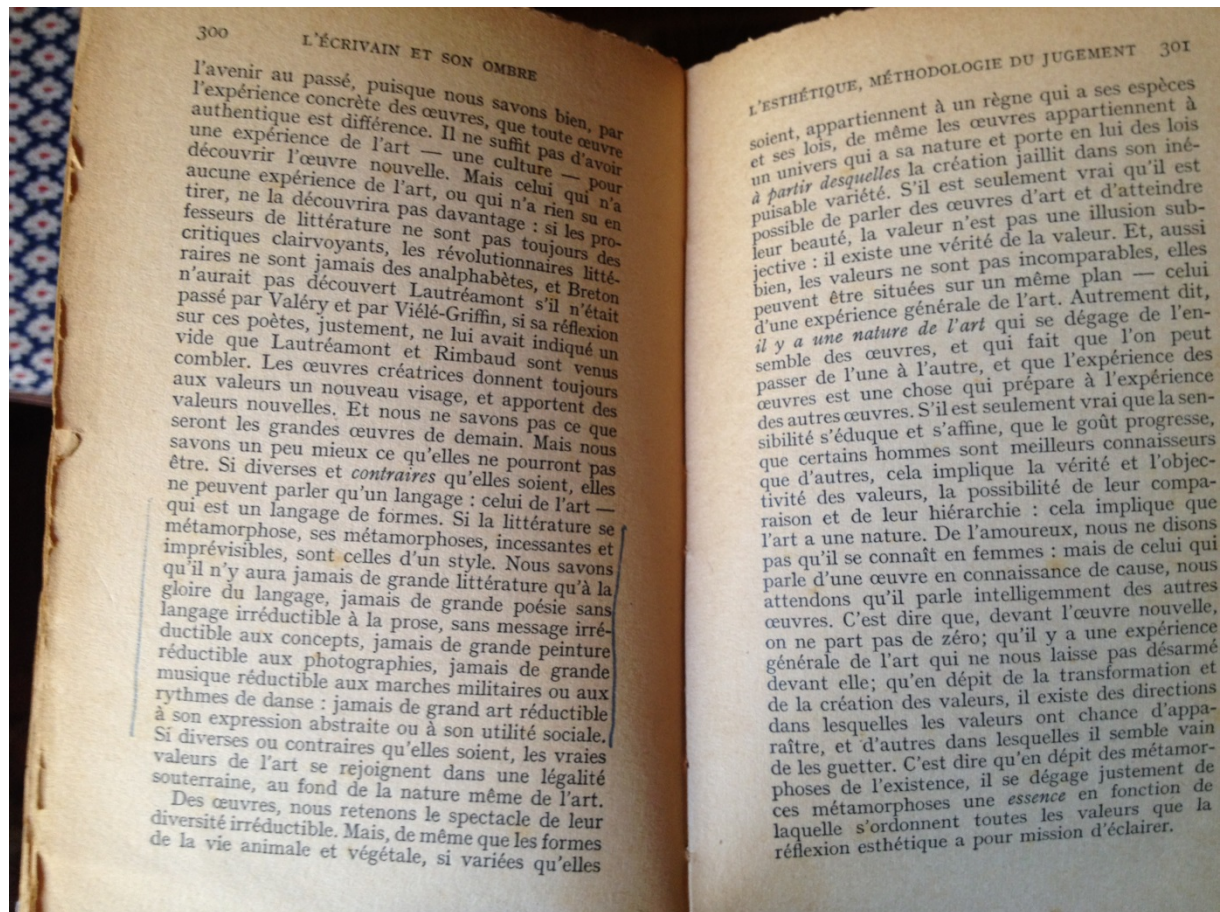 300 L'ÉCRIVAIN ET SON OMBRE
l'avenir au passé, puisque nous savons bien, par
l'expérience concrète des œuvres, que toute œuvre
authentique est différence. Il ne suffit pas d'avoir
une expérience de l'art — une culture — pour
découvrir l'œuvre nouvelle. Mais celui qui n'a
aucune expérience de l'art, ou qui n'a rien su en
tirer, ne la découvrira pas davantage : si les pro-
fesseurs de littérature ne sont pas toujours des
critiques clairvoyants, les révolutionnaires litté-
raires ne sont jamais des analphabètes, et Breton
n'aurait pas découvert Lautréamont s'il n'était
passé par Valéry et par Viélé-Griffin, si sa réflexion
sur ces poètes, justement, ne lui avait indiqué un
vide que Lautréamont et Rimbaud sont venus
combler. Les œuvres créatrices donnent toujours
aux valeurs un nouveau visage, et apportent des
valeurs nouvelles. Et nous ne savons pas ce que
seront les grandes œuvres de demain. Mais nous
savons un peu mieux ce qu'elles ne pourront pas
être. Si diverses et contraires qu'elles soient, elles
ne peuvent parler qu'un langage : celui de l'art —
qui est un langage de formes. Si la littérature se
métamorphose, ses métamorphoses, incessantes et
imprévisibles, sont celles d'un style. Nous savons
qu'il n'y aura jamais de grande littérature qu'à la
gloire du langage, jamais de grande poésie sans
langage irréductible à la prose, sans message irré-
ductible aux concepts, jamais de grande peinture
réductible aux photographies, jamais de grande
musique réductible aux marches militaires ou aux
rythmes de danse : jamais de grand art réductible
à son expression abstraite ou à son utilité sociale.
Si diverses ou contraires qu'elles soient, les vraies
valeurs de l'art se rejoignent dans une légalité
souterraine, au fond de la nature même de l'art.
Des œuvres, nous retenons le spectacle de leur
diversité irréductible. Mais, de même que les formes
de la vie animale et végétale, si variées qu'elles
L'ESTHÉTIQUE, MÉTHODOLOGIE DU JUGEMENT 301
soient, appartiennent à un règne qui a ses espèces
et ses lois, de même les œuvres appartiennent à
un univers qui a sa nature et porte en lui des lois
à partir desquelles la création jaillit dans son iné-
puisable variété. S'il est seulement vrai qu'il est
possible de parler des œuvres d'art et d'atteindre
leur beauté, la valeur n'est pas une illusion sub-
jective : il existe une vérité de la valeur. Et, aussi
bien, les valeurs ne sont pas incomparables, elles
peuvent être situées sur un même plan — celui
d'une expérience générale de l'art. Autrement dit,
il y a une nature de l'art qui se dégage de l'en-
semble des œuvres, et qui fait que l'on peut
passer de l'une à l'autre, et que l'expérience des
œuvres est une chose qui prépare à l'expérience
des autres œuvres. S'il est seulement vrai que la sen-
sibilité s'éduque et s'affine, que le goût progresse,
que certains hommes sont meilleurs connaisseurs
que d'autres, cela implique la vérité et l'objec-
tivité des valeurs, la possibilité de leur compa-
raison et de leur hiérarchie : cela implique que
l'art a une nature. De l'amoureux, nous ne disons
pas qu'il se connaît en femmes : mais de celui qui
parle d'une œuvre en connaissance de cause, nous
attendons qu'il parle intelligemment des autres
œuvres. C'est dire que, devant l'œuvre nouvelle,
on ne part pas de zéro; qu'il y a une expérience
générale de l'art qui ne nous laisse pas désarmé
devant elle; qu'en dépit de la transformation et
de la création des valeurs, il existe des directions
dans lesquelles les valeurs ont chance d'appa-
raître, et d'autres dans lesquelles il semble vain
de les guetter. C'est dire qu'en dépit des métamor-
phoses de l'existence, il se dégage justement de
ces métamorphoses une essence en fonction de
laquelle s'ordonnent toutes les valeurs que la
réflexion esthétique a pour mission d'éclairer.